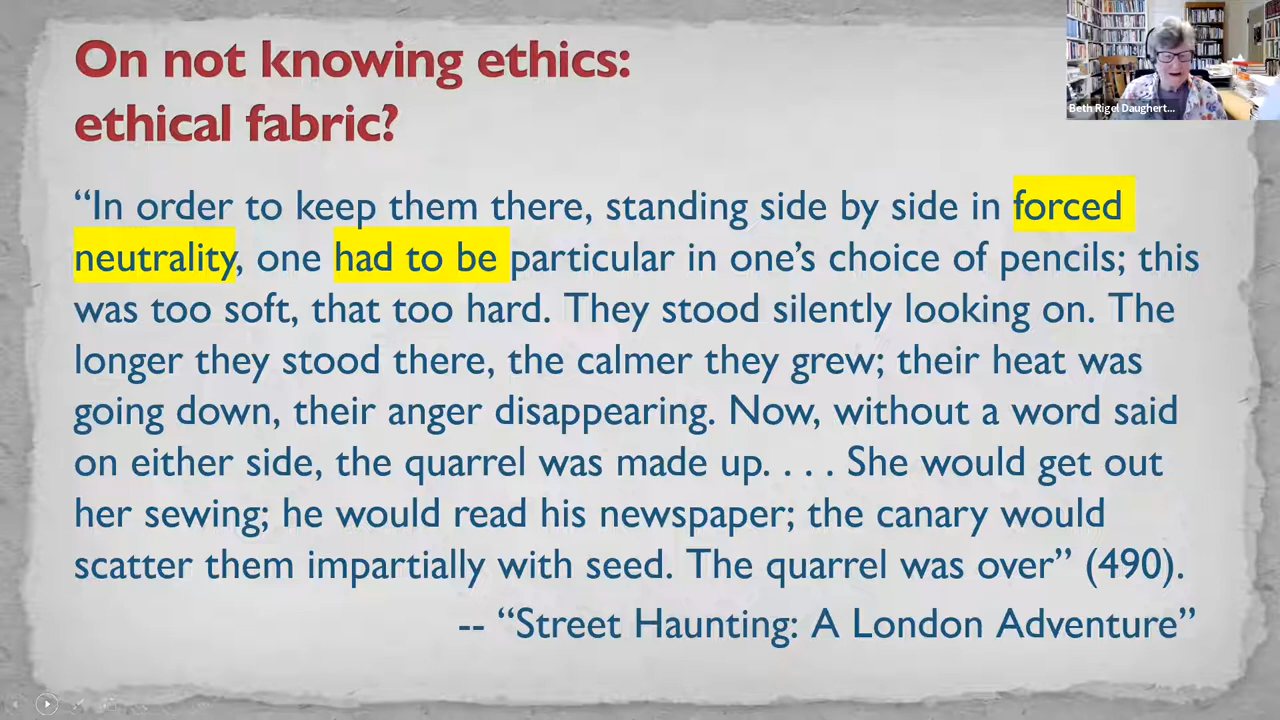 On not knowing ethics:
ethical fabric?
Beth Rigel Daughert...
“In order to keep them there, standing side by side in forced
neutrality, one had to be particular in one’s choice of pencils; this
was too soft, that too hard. They stood silently looking on. The
longer they stood there, the calmer they grew; their heat was
going down, their anger disappearing. Now, without a word said
on either side, the quarrel was made up. . . . She would get out
her sewing; he would read his newspaper; the canary would
scatter them impartially with seed. The quarrel was over” (490).
-- “Street Haunting: A London Adventure”